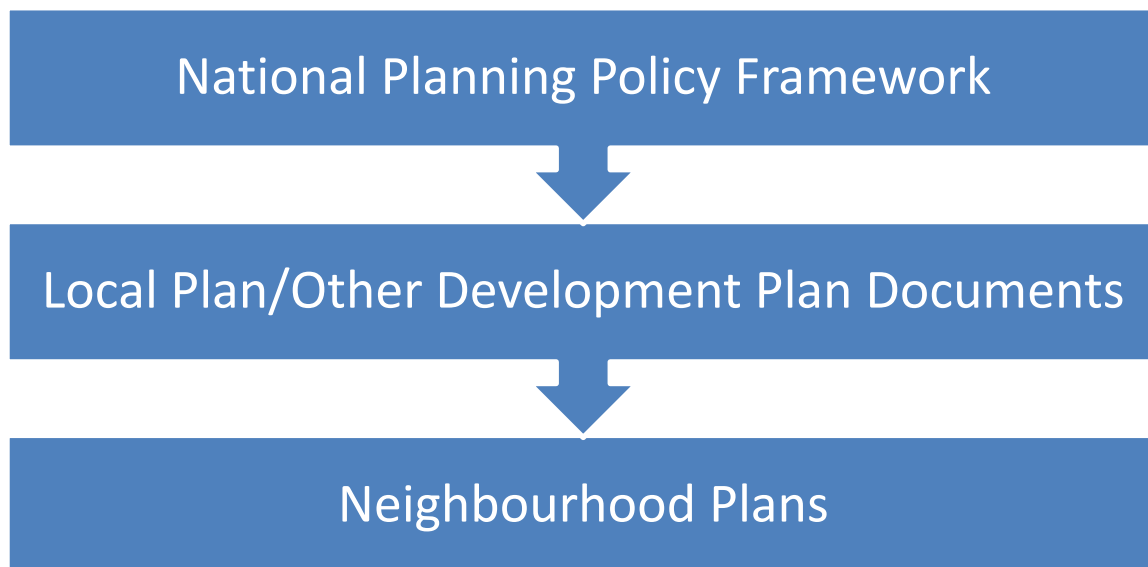 National Planning Policy Framework
Local Plan/Other Development Plan Documents
Neighbourhood Plans